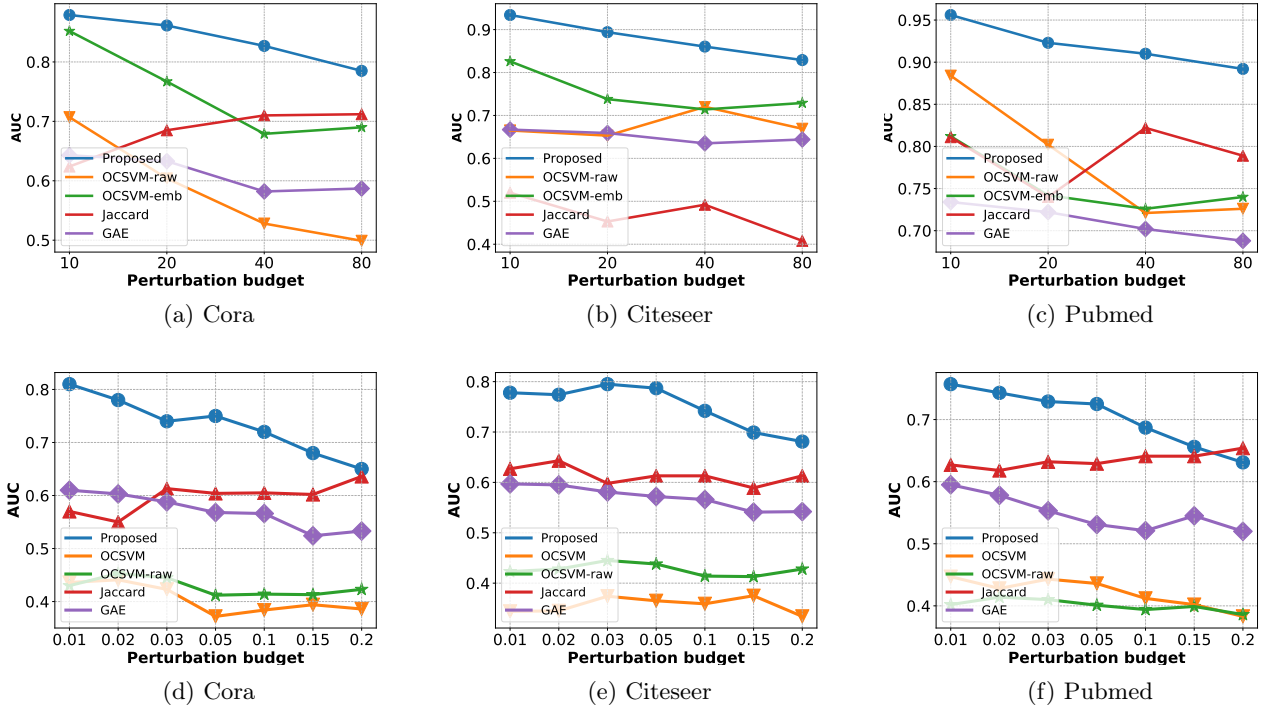 AUC
0.8
0.7
0.6
0.5
Proposed
OCSVM-raw
OCSVM-emb
Jaccard
GAE
10 20 40 80
Perturbation budget
(a) Cora
AUC
0.9
0.8
0.7
0.6
0.5
0.4
Proposed
OCSVM-raw
OCSVM-emb
Jaccard
GAE
10 20 40 80
Perturbation budget
(b) Citeseer
AUC
0.95
0.90
0.85
0.80
0.75
0.70
Proposed
OCSVM-raw
OCSVM-emb
Jaccard
GAE
10 20 40 80
Perturbation budget
(c) Pubmed
AUC
0.8
0.7
0.6
0.5
0.4
Proposed
OCSVM
OCSVM-raw
Jaccard
GAE
0.01 0.02 0.03 0.05 0.1 0.15 0.2
Perturbation budget
(d) Cora
AUC
0.8
0.7
0.6
0.5
0.4
Proposed
OCSVM
OCSVM-raw
Jaccard
GAE
0.01 0.02 0.03 0.05 0.1 0.15 0.2
Perturbation budget
(e) Citeseer
AUC
0.7
0.6
0.5
0.4
Proposed
OCSVM
OCSVM-raw
Jaccard
GAE
0.01 0.02 0.03 0.05 0.1 0.15 0.2
Perturbation budget
(f) Pubmed